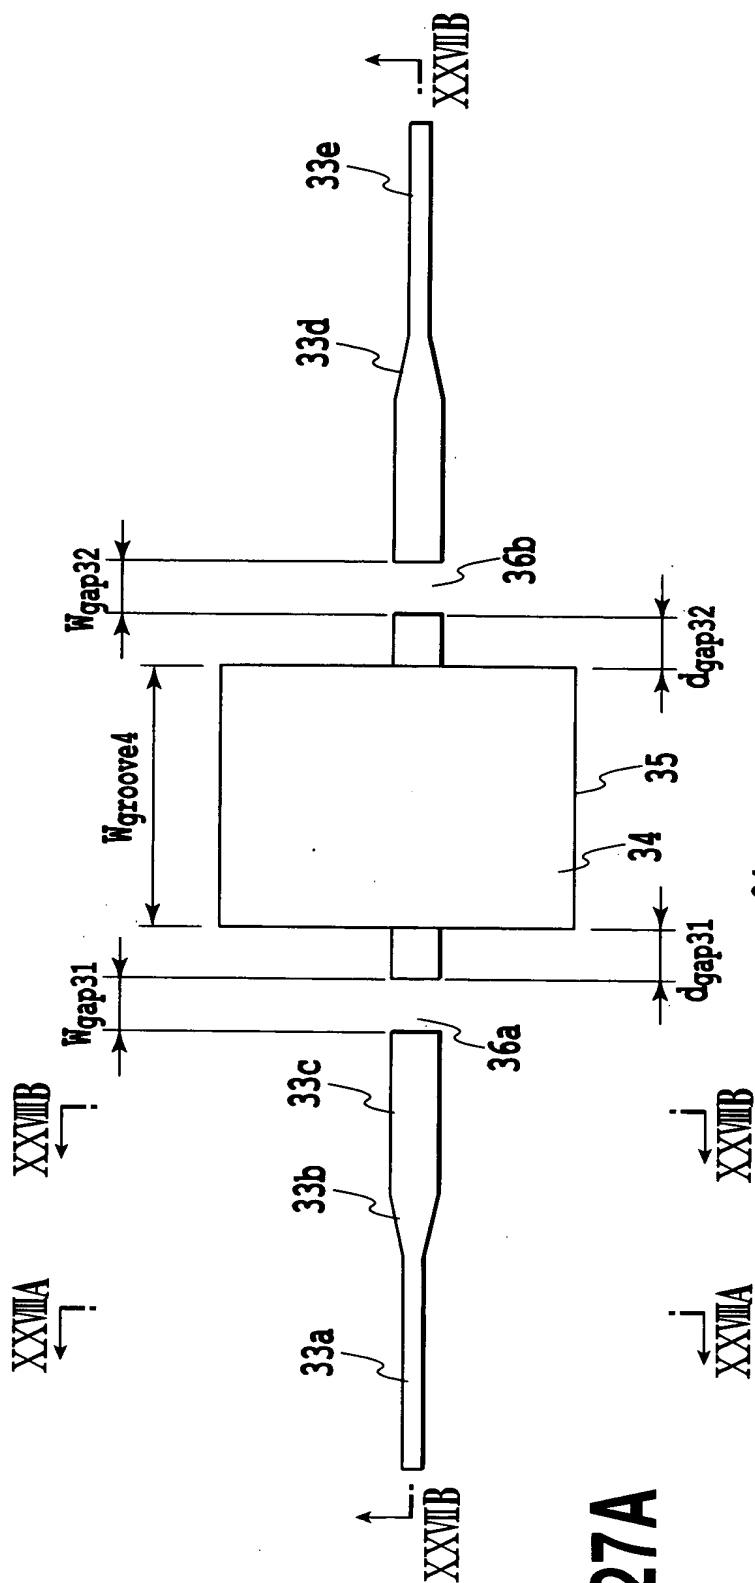 XXVIIIA
XXVIIIB
Wgap31
Wgap32
Wgroove4
33a
33b
33c
33d
33e
XXVIIB
XXVIIB
36a
36b
34
35
dgap31
dgap32
XXVIIIA
XXVIIIB
27A